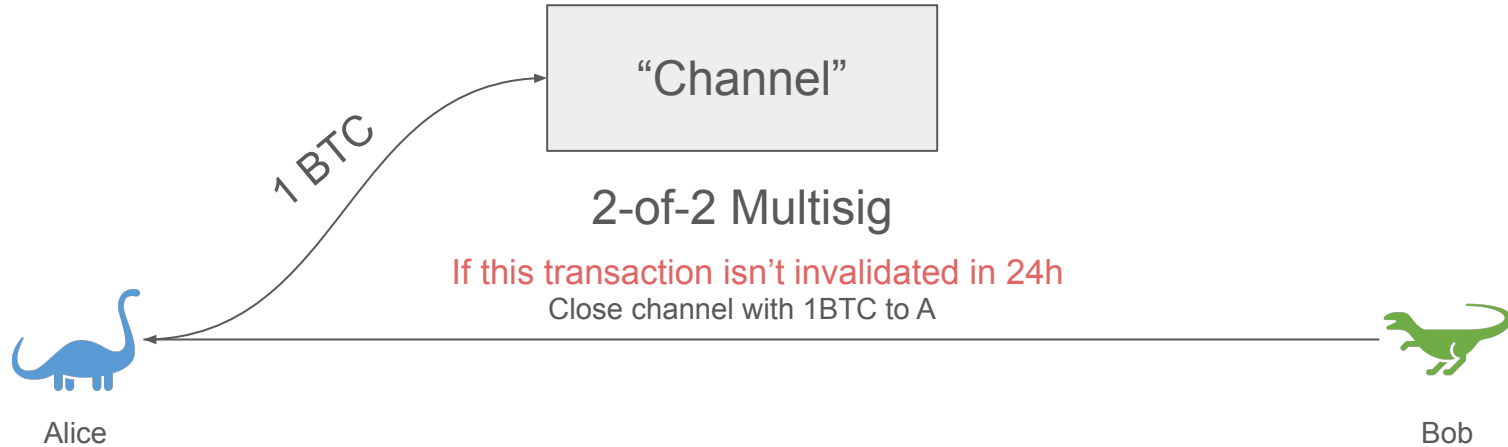 “Channel”
1 BTC
2-of-2 Multisig
If this transaction isn’t invalidated in 24h
Close channel with 1BTC to A
Alice
Bob